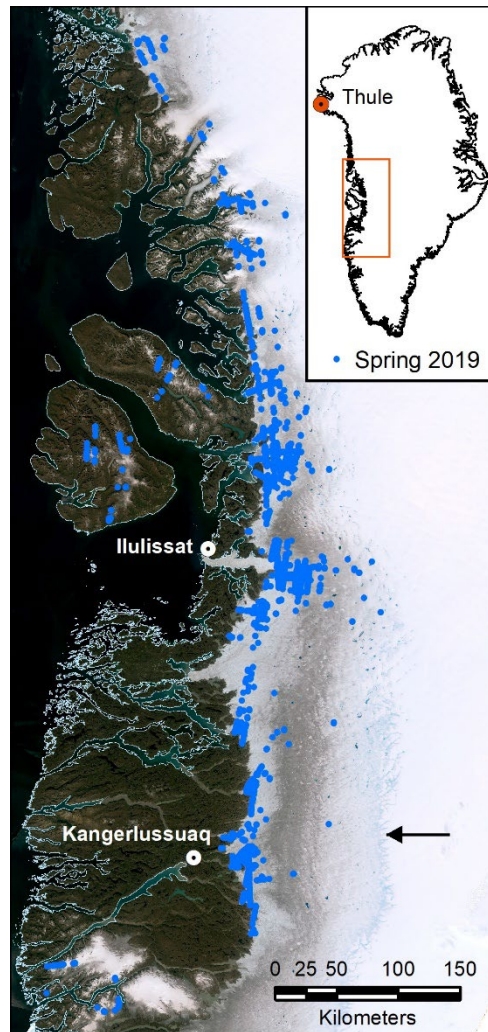 Thule
Spring 2019
Ilulissat
Kangerlussuaq
0 25 50 100 150
Kilometers